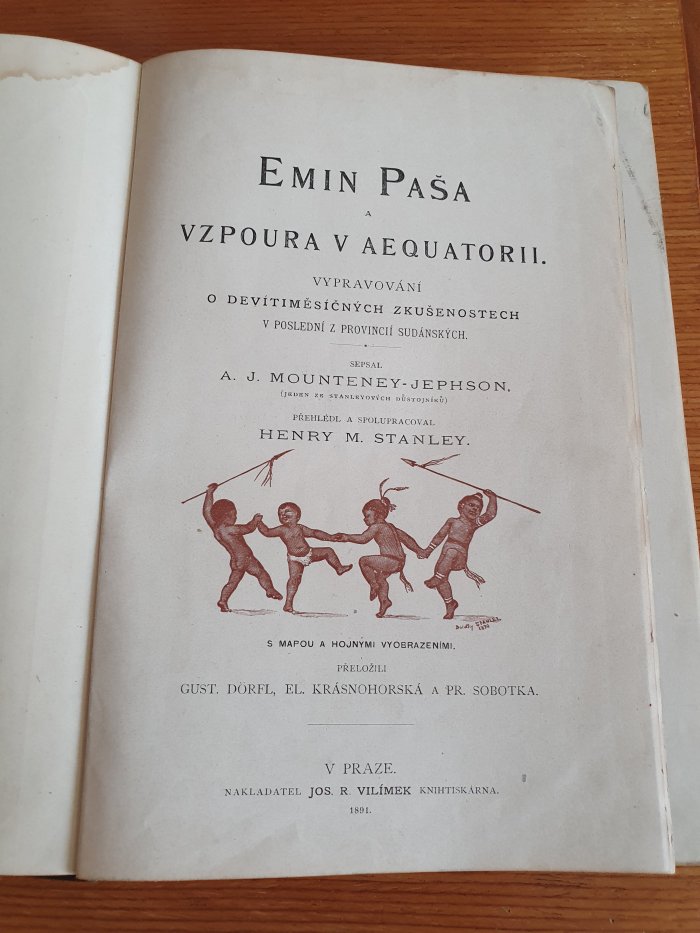 EMIN PAŠA
A
VZPOURA V AEQUATORII.
VYPRAVOVÁNÍ
O DEVÍTIMĚSÍČNÝCH ZKUŠENOSTECH
V POSLEDNÍ Z PROVINCIÍ SUDÁNSKÝCH.
SEPSAL
A. J. MOUNTENEY-JEPHSON,
(JEDEN ZE STANLEYOVÝCH DŮSTOJNÍKŮ)
PŘEHLÉDL A SPOLUPRACOVAL
HENRY M. STANLEY.
S MAPOU A HOJNÝMI VYOBRAZENÍMI.
PŘELOŽILI
GUST. DÖRFL, EL. KRÁSNOHORSKÁ A PR. SOBOTKA.
V PRAZE.
NAKLADATEL JOS. R. VILÍMEK KNIHTISKÁRNA.
1891.